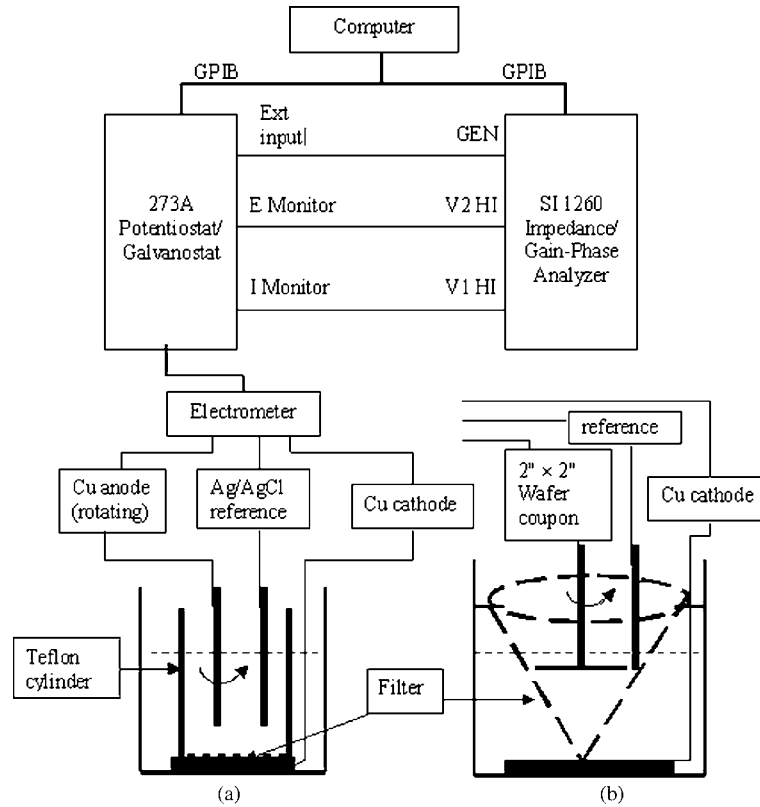 Computer
GPIB
GPIB
Ext
input
GEN
273A
Potentiostat/
Galvanostat
E Monitor
V2 HI
SI 1260
Impedance/
Gain-Phase
Analyzer
I Monitor
V1 HI
Electrometer
reference
Cu anode
(rotating)
Ag/AgCl
reference
Cu cathode
2" × 2"
Wafer
coupon
Cu cathode
Teflon
cylinder
Filter
(a)
(b)